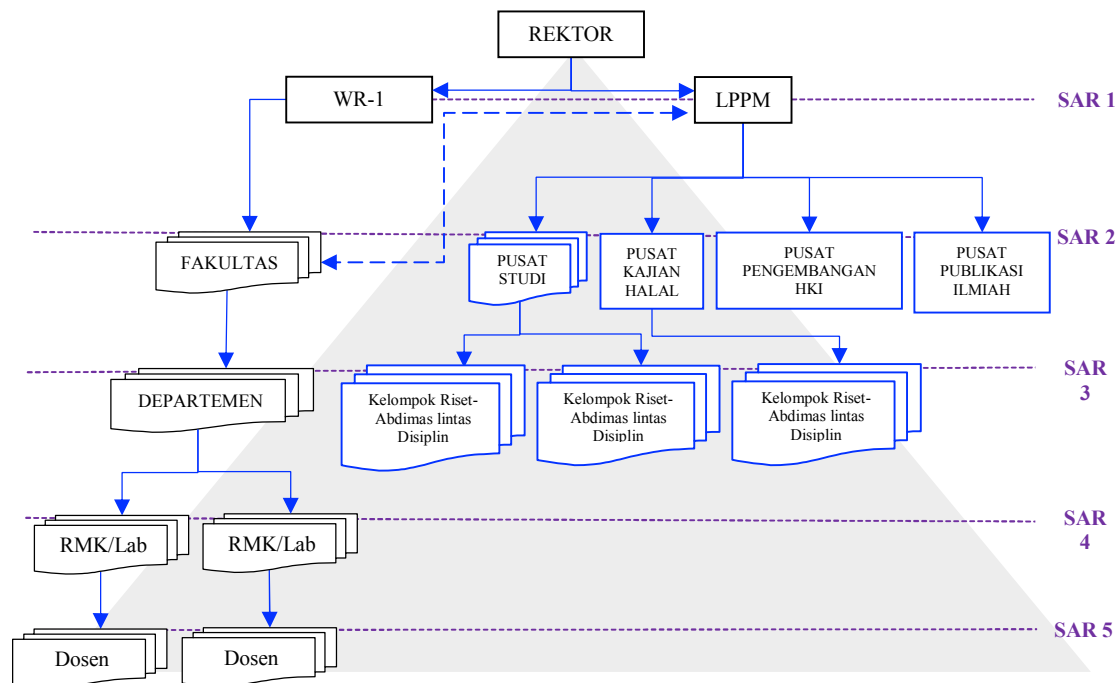 REKTOR
WR-1
LPPM
SAR 1
FAKULTAS
PUSAT
STUDI
PUSAT
KAJIAN
HALAL
PUSAT
PENGEMBANGAN
HKI
PUSAT
PUBLIKASI
ILMIAH
SAR 2
DEPARTEMEN
Kelompok Riset-
Abdimas lintas
Disiplin
Kelompok Riset-
Abdimas lintas
Disiplin
Kelompok Riset-
Abdimas lintas
Disiplin
SAR
3
RMK/Lab
RMK/Lab
SAR
4
Dosen
Dosen
SAR 5